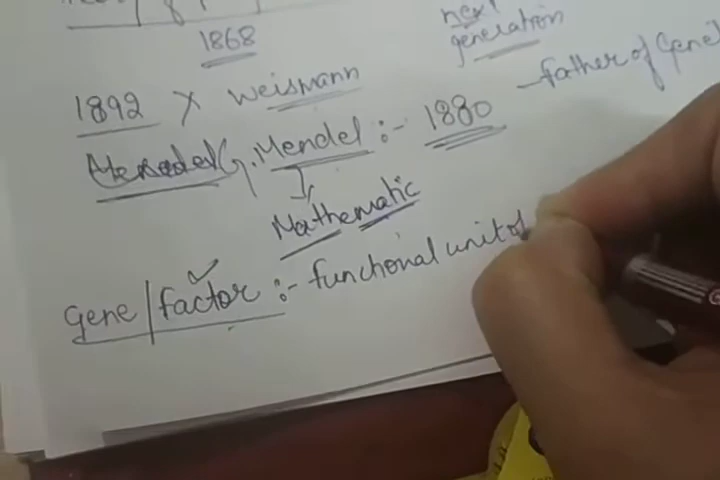 1868
next
generation
1892 X Weismann
G. Mendel :- 1880 - father of Gene
Mathematic
Gene / factor :- functional unit of